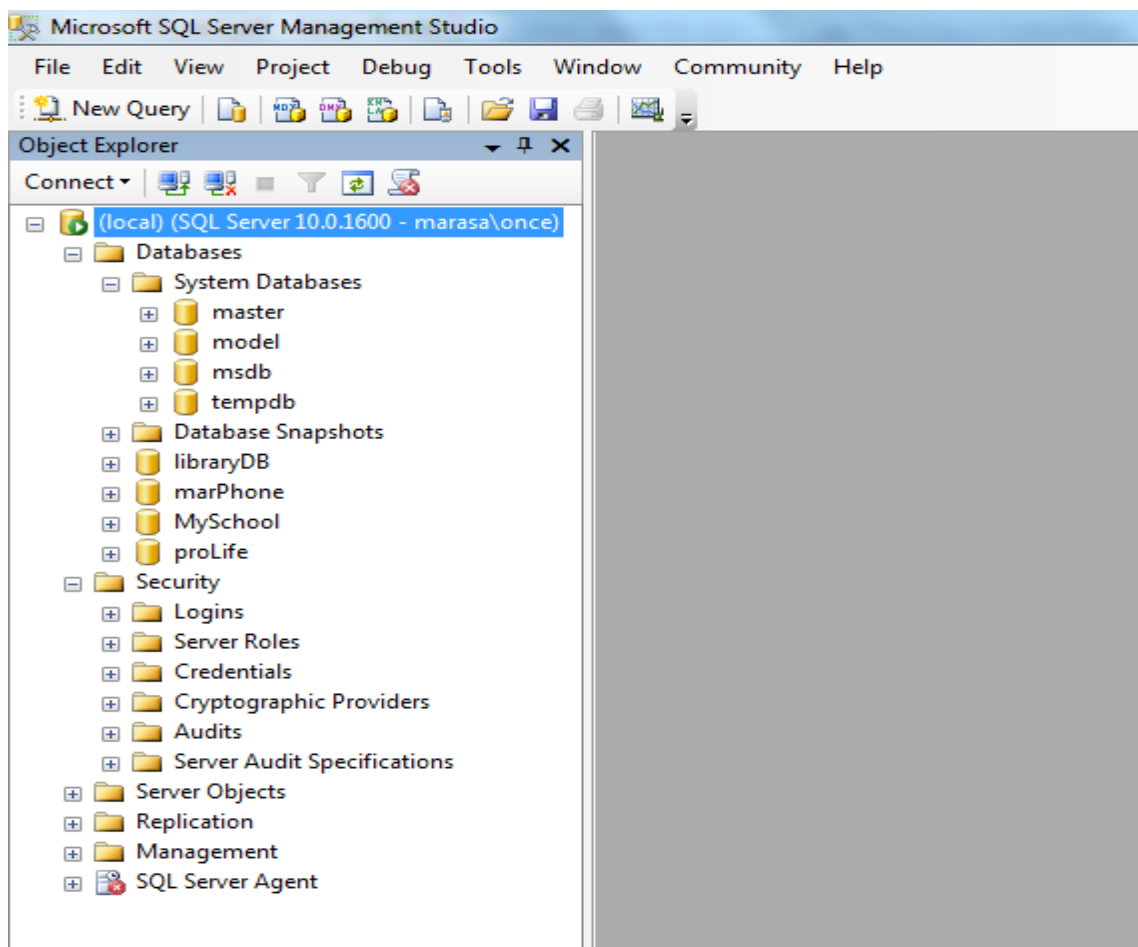 Microsoft SQL Server Management Studio
File Edit View Project Debug Tools Window Community Help
New Query
Object Explorer
Connect
(local) (SQL Server 10.0.1600 - marasa\once)
Databases
System Databases
master
model
msdb
tempdb
Database Snapshots
libraryDB
marPhone
MySchool
proLife
Security
Logins
Server Roles
Credentials
Cryptographic Providers
Audits
Server Audit Specifications
Server Objects
Replication
Management
SQL Server Agent